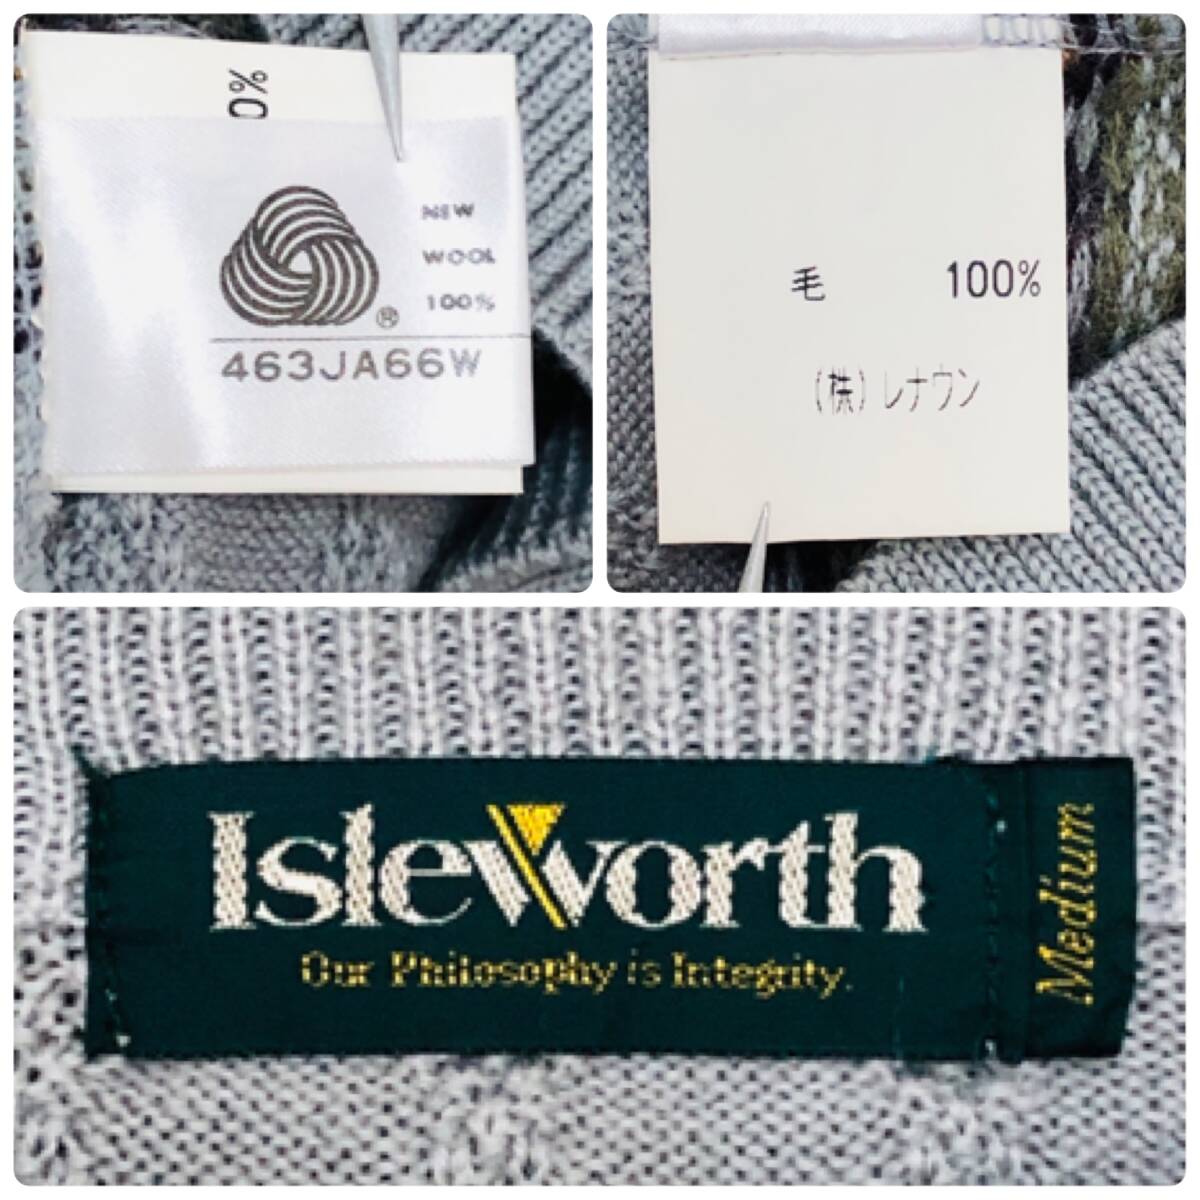 0%
NEW
WOOL
100%
®
463JA66W
毛 100%
(株)レナウン
Isleworth
Our Philosophy is Integrity.
Medium